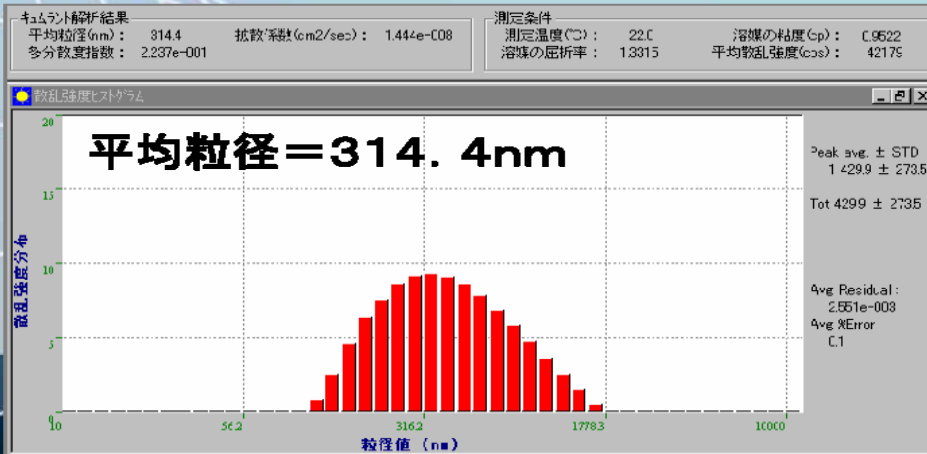 キュムラント解析結果
平均粒径(nm): 314.4 拡散係数(cm2/sec): 1.444e-008
多分散度指数: 2.237e-001
測定条件
測定温度(℃): 22.0 溶媒の粘度(cp): 0.9522
溶媒の屈折率: 1.3315 平均散乱強度(cps): 42179
散乱強度ヒストグラム
平均粒径=314.4nm
20
15
10
5
0
散乱強度分布
10 56.2 316.2 1778.3 10000
粒径値 (nm)
Peak avg. ± STD
1 429.9 ± 273.5
Tot 429.9 ± 273.5
Avg Residual:
2.551e-003
Avg %Error
0.1